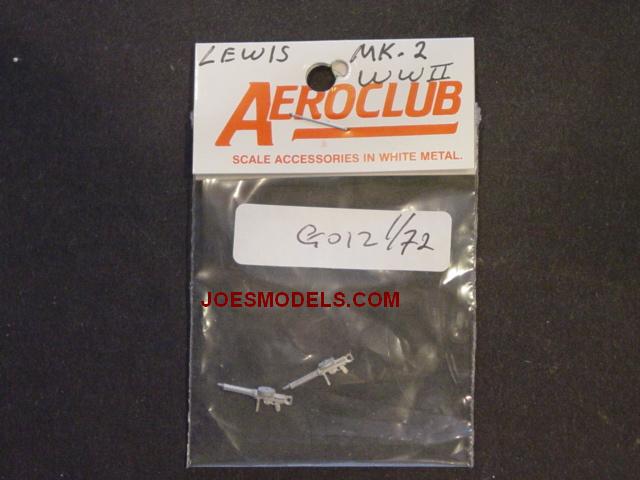 LEWIS MK.2
WWII
AEROCLUB
SCALE ACCESSORIES IN WHITE METAL.
G012 1/72
JOESMODELS.COM